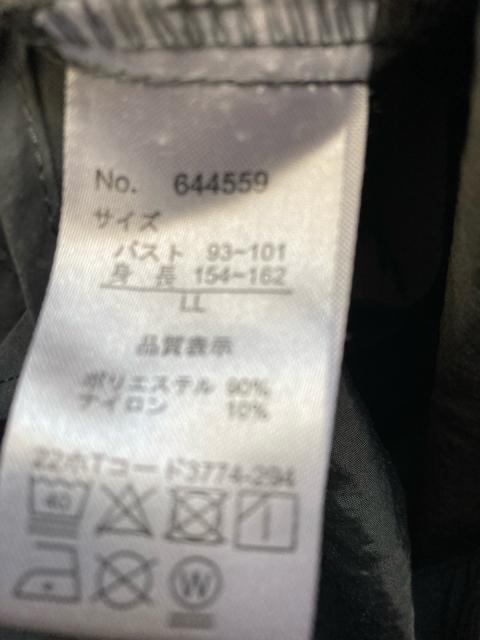 No. 644559
サイズ
バスト 93~101
身長 154~162
LL
品質表示
ポリエステル 90%
ナイロン 10%
22ホTコード3774-294
40
W